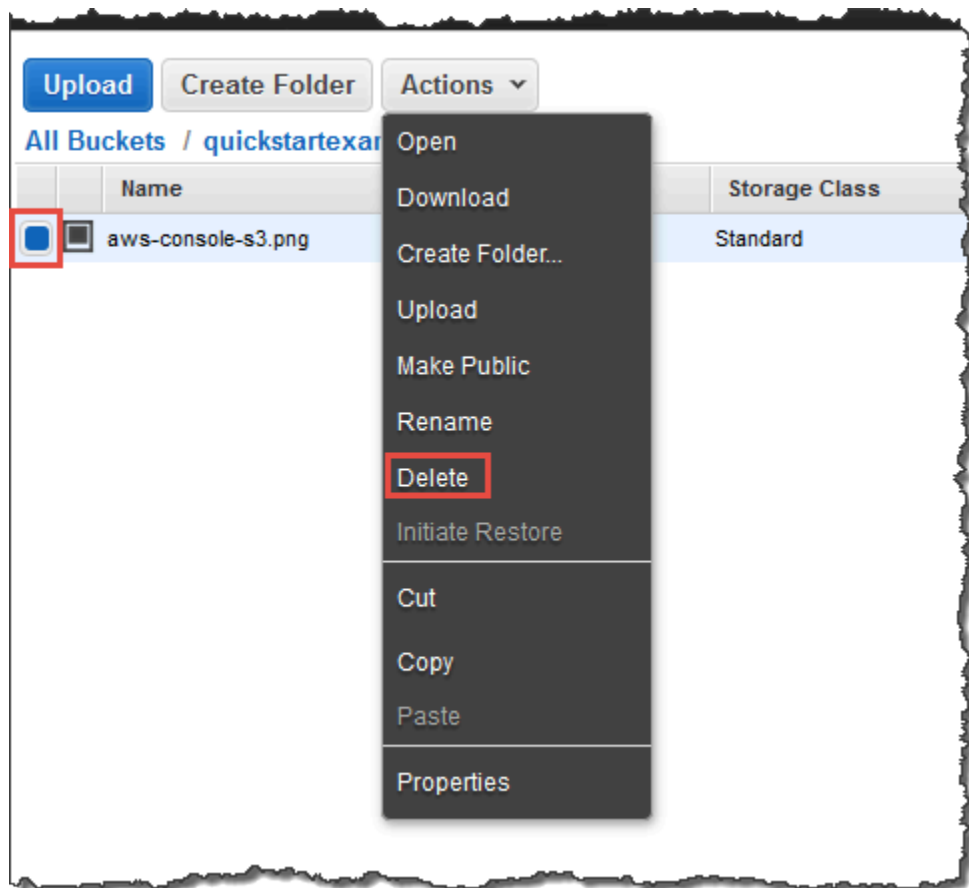 Upload Create Folder Actions
All Buckets / quickstartexa
Name Storage Class
aws-console-s3.png Standard
Open
Download
Create Folder...
Upload
Make Public
Rename
Delete
Initiate Restore
Cut
Copy
Paste
Properties